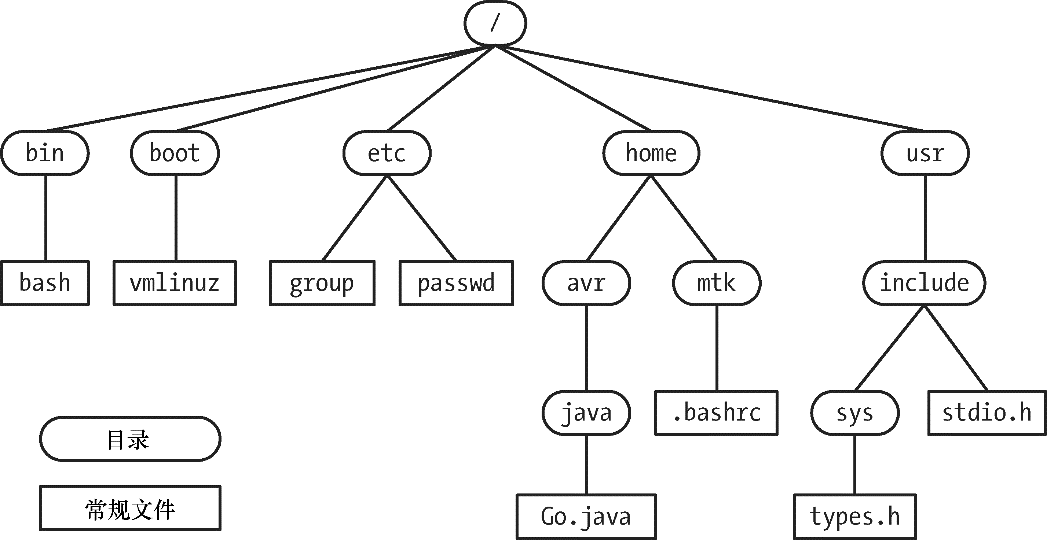 /
bin boot etc home usr
bash vmlinuz group passwd avr mtk include
java .bashrc sys stdio.h
目录
常规文件 Go.java types.h